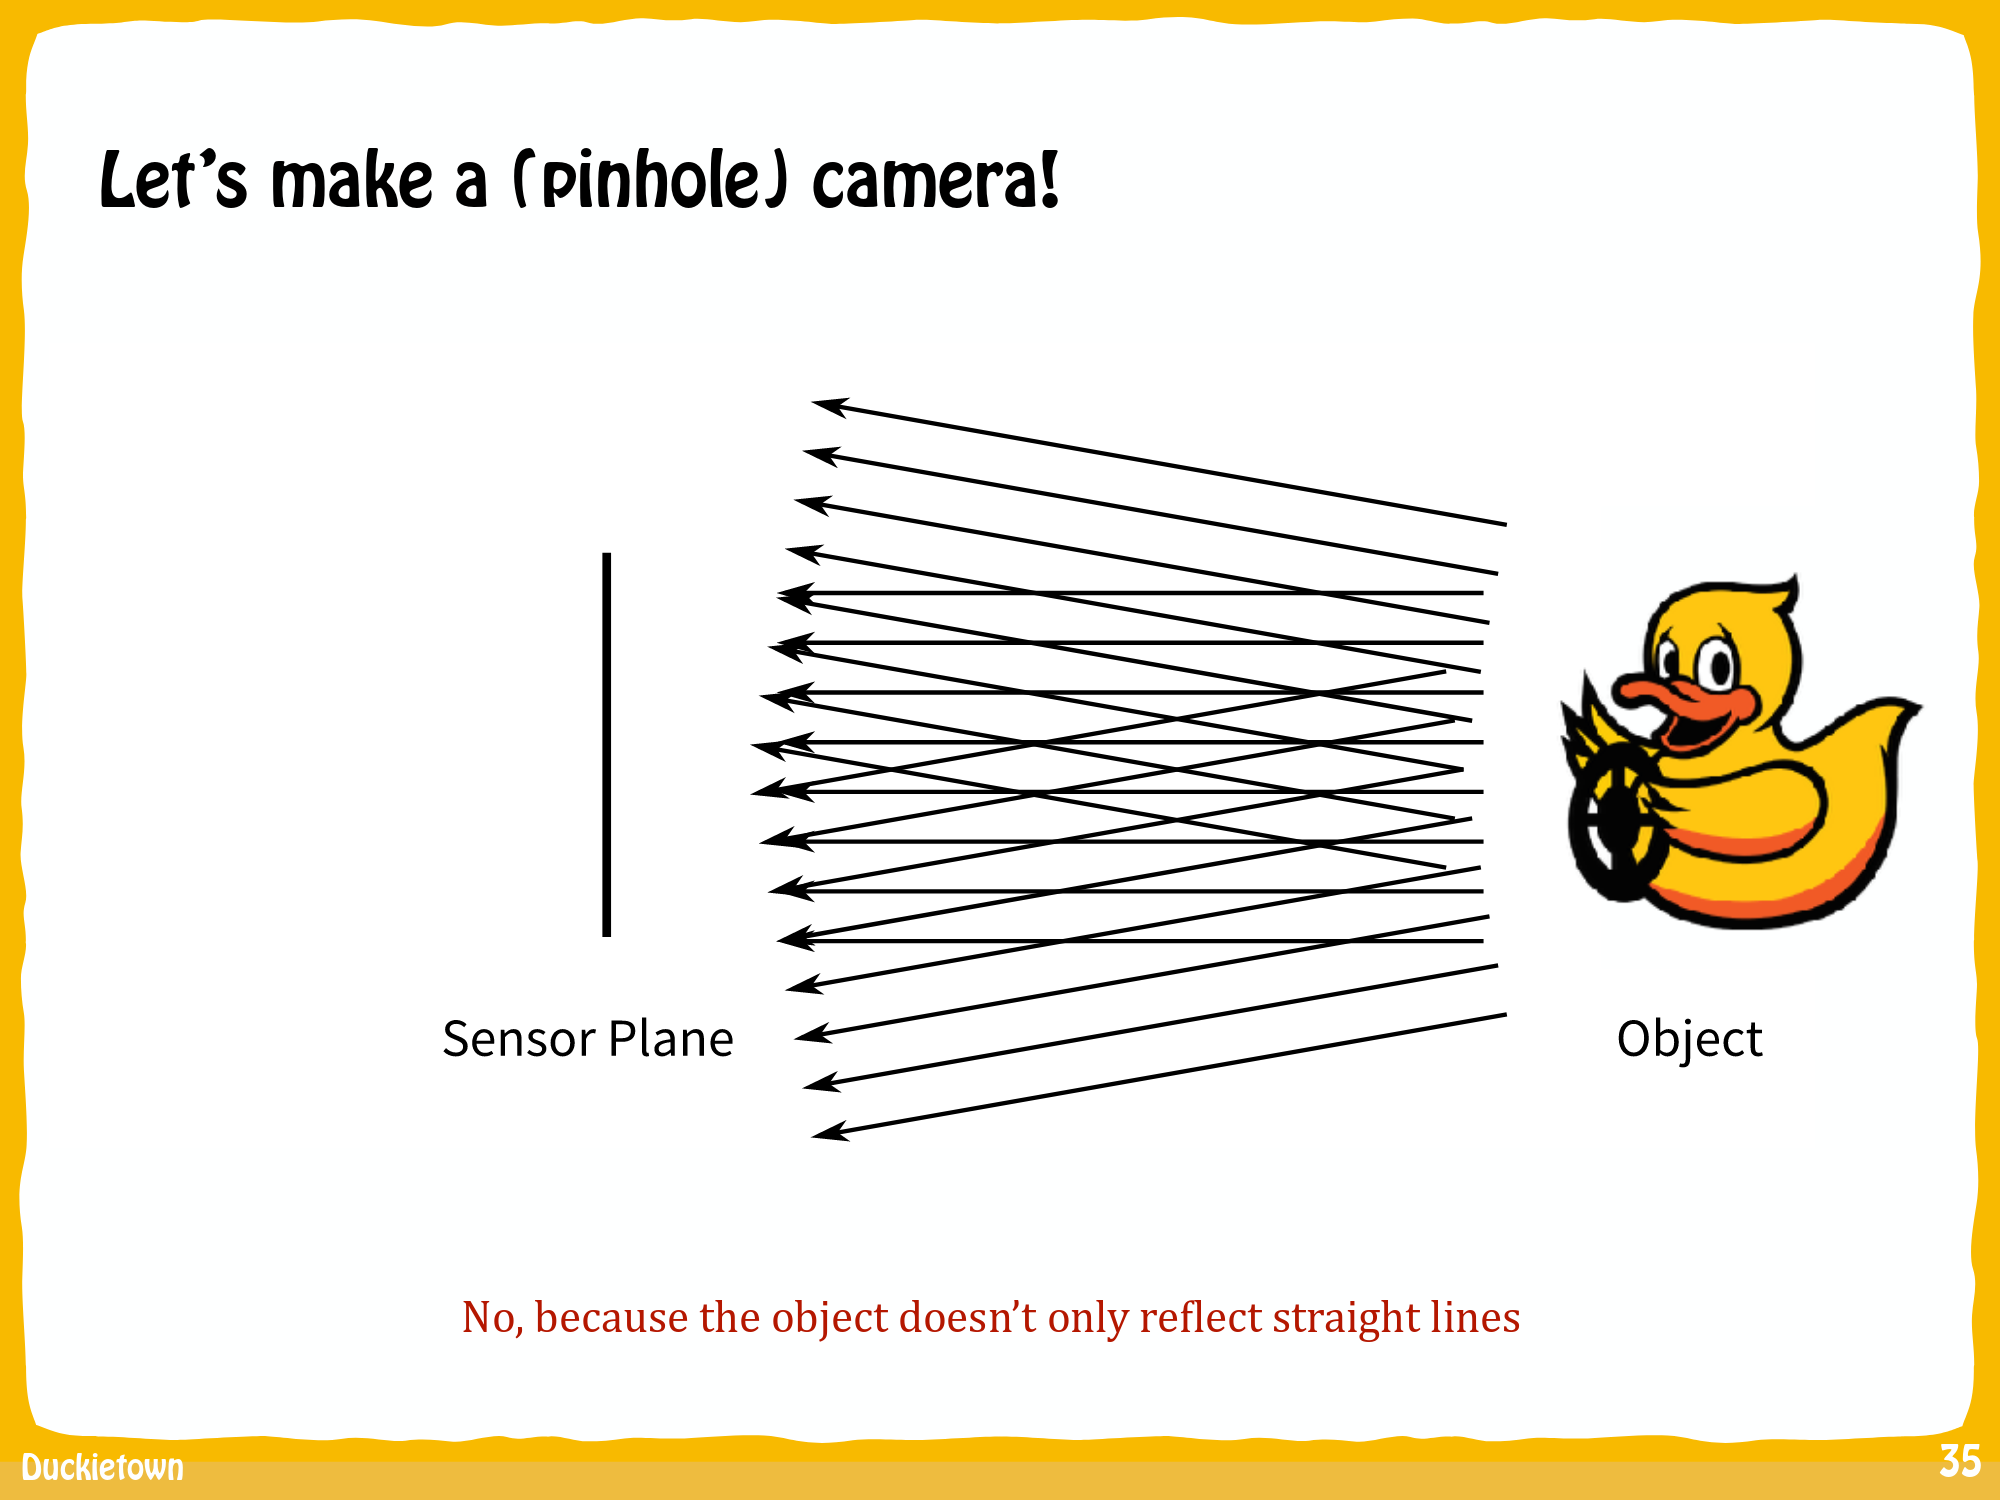 Let’s make a (pinhole) camera!
Sensor Plane
Object
No, because the object doesn’t only reflect straight lines
Duckietown
35